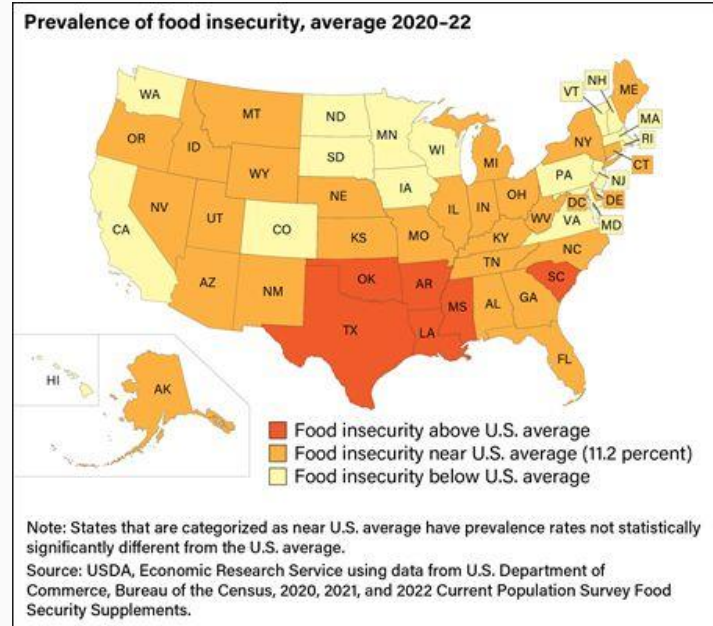 Prevalence of food insecurity, average 2020–22
WA
MT
ND
MN
VT
NH
ME
OR
ID
SD
WI
MI
NY
MA
RI
CT
WY
IA
PA
NJ
NV
NE
IL
IN
OH
DC
DE
CA
UT
CO
KS
MO
WV
VA
MD
KY
NC
AZ
NM
OK
AR
TN
SC
TX
LA
MS
AL
GA
FL
HI
AK
Food insecurity above U.S. average
Food insecurity near U.S. average (11.2 percent)
Food insecurity below U.S. average
Note: States that are categorized as near U.S. average have prevalence rates not statistically
significantly different from the U.S. average.
Source: USDA, Economic Research Service using data from U.S. Department of
Commerce, Bureau of the Census, 2020, 2021, and 2022 Current Population Survey Food
Security Supplements.